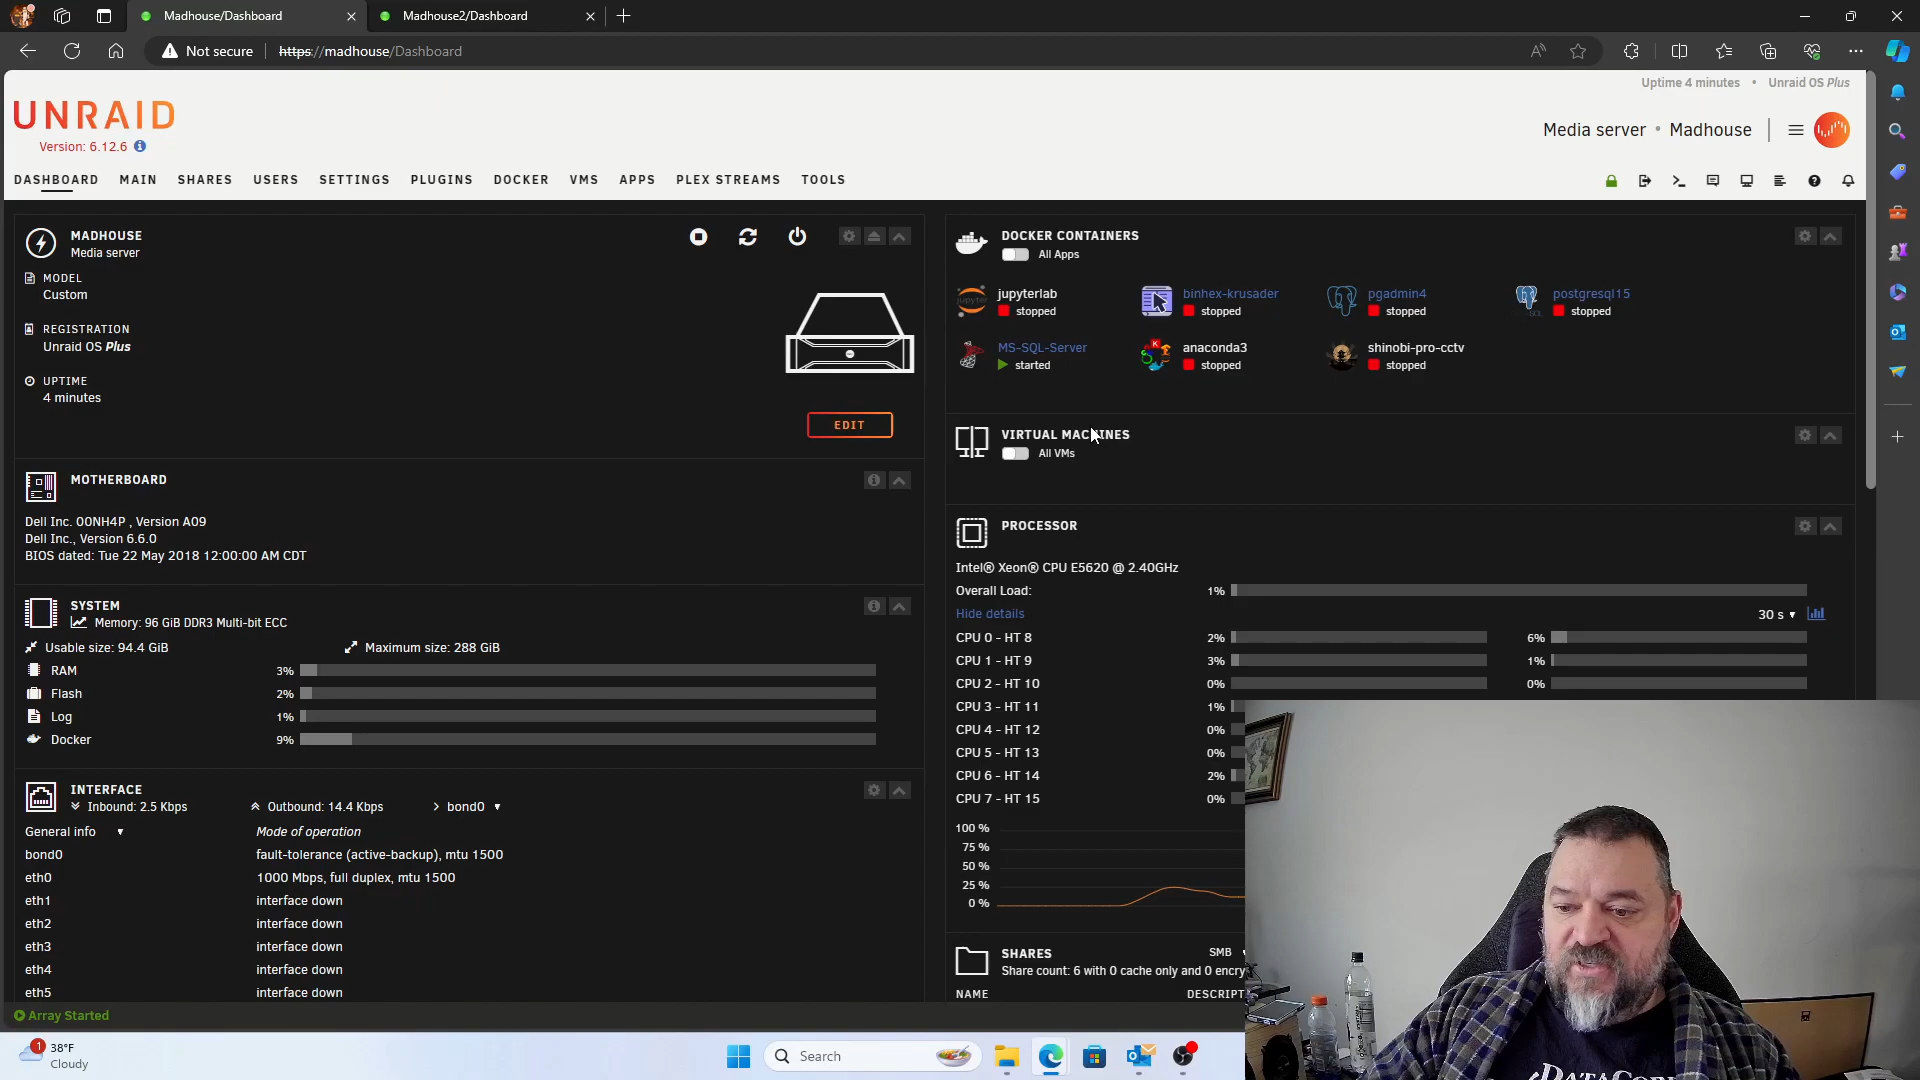 Madhouse/Dashboard
Madhouse2/Dashboard
Not secure
https://madhouse/Dashboard
Uptime 4 minutes • Unraid OS Plus
UNRAID
Version: 6.12.6
Media server • Madhouse
DASHBOARD MAIN SHARES USERS SETTINGS PLUGINS DOCKER VMS APPS PLEX STREAMS TOOLS
MADHOUSE
Media server
MODEL
Custom
REGISTRATION
Unraid OS Plus
UPTIME
4 minutes
EDIT
MOTHERBOARD
Dell Inc. 00NH4P , Version A09
Dell Inc., Version 6.6.0
BIOS dated: Tue 22 May 2018 12:00:00 AM CDT
SYSTEM
Memory: 96 GiB DDR3 Multi-bit ECC
Usable size: 94.4 GiB Maximum size: 288 GiB
RAM 3%
Flash 2%
Log 1%
Docker 9%
INTERFACE
Inbound: 2.5 Kbps Outbound: 14.4 Kbps bond0
General info Mode of operation
bond0 fault-tolerance (active-backup), mtu 1500
eth0 1000 Mbps, full duplex, mtu 1500
eth1 interface down
eth2 interface down
eth3 interface down
eth4 interface down
eth5 interface down
DOCKER CONTAINERS
All Apps
jupyterlab binhex-krusader pgadmin4 postgresql15
stopped stopped stopped stopped
MS-SQL-Server anaconda3 shinobi-pro-cctv
started stopped stopped
VIRTUAL MACHINES
All VMs
PROCESSOR
Intel® Xeon® CPU E5620 @ 2.40GHz
Overall Load: 1%
Hide details 30 s
CPU 0 - HT 8 2% 6%
CPU 1 - HT 9 3% 1%
CPU 2 - HT 10 0% 0%
CPU 3 - HT 11 1%
CPU 4 - HT 12 0%
CPU 5 - HT 13 0%
CPU 6 - HT 14 2%
CPU 7 - HT 15 0%
100 %
75 %
50 %
25 %
0 %
SHARES SMB
Share count: 6 with 0 cache only and 0 encry
NAME DESCRIPT
Array Started
1
38°F
Cloudy
Search